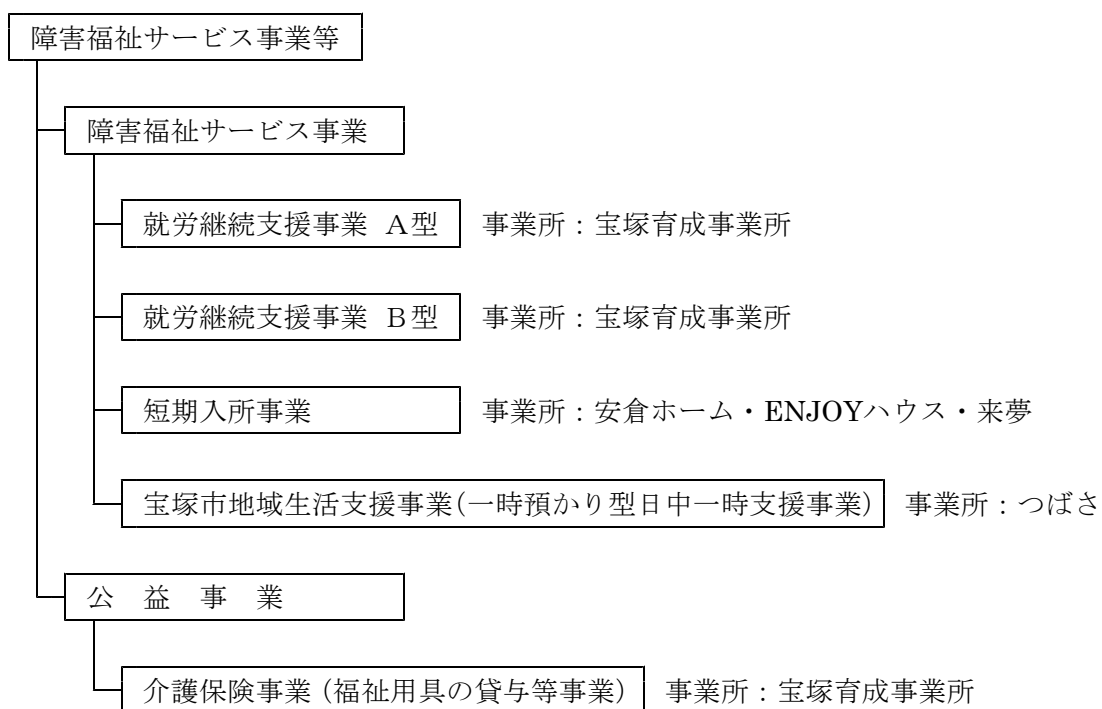 障害福祉サービス事業等
障害福祉サービス事業
就労継続支援事業 A型 事業所：宝塚育成事業所
就労継続支援事業 B型 事業所：宝塚育成事業所
短期入所事業 事業所：安倉ホーム・ENJOYハウス・来夢
宝塚市地域生活支援事業(一時預かり型日中一時支援事業) 事業所：つばさ
公 益 事 業
介護保険事業(福祉用具の貸与等事業) 事業所：宝塚育成事業所